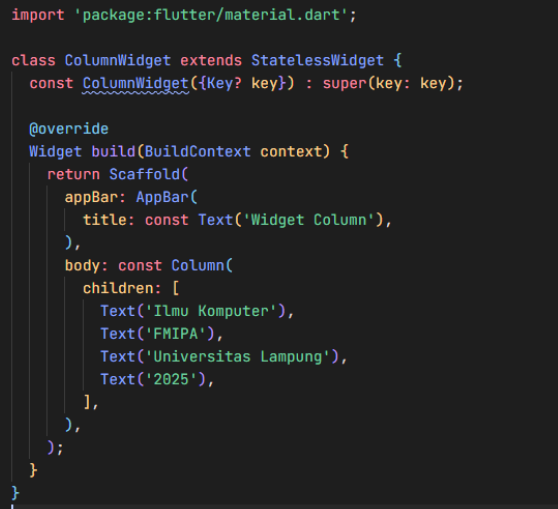 import 'package:flutter/material.dart';

class ColumnWidget extends StatelessWidget {
  const ColumnWidget({Key? key}) : super(key: key);

  @override
  Widget build(BuildContext context) {
    return Scaffold(
      appBar: AppBar(
        title: const Text('Widget Column'),
      ),
      body: const Column(
        children: [
          Text('Ilmu Komputer'),
          Text('FMIPA'),
          Text('Universitas Lampung'),
          Text('2025'),
        ],
      ),
    );
  }
}